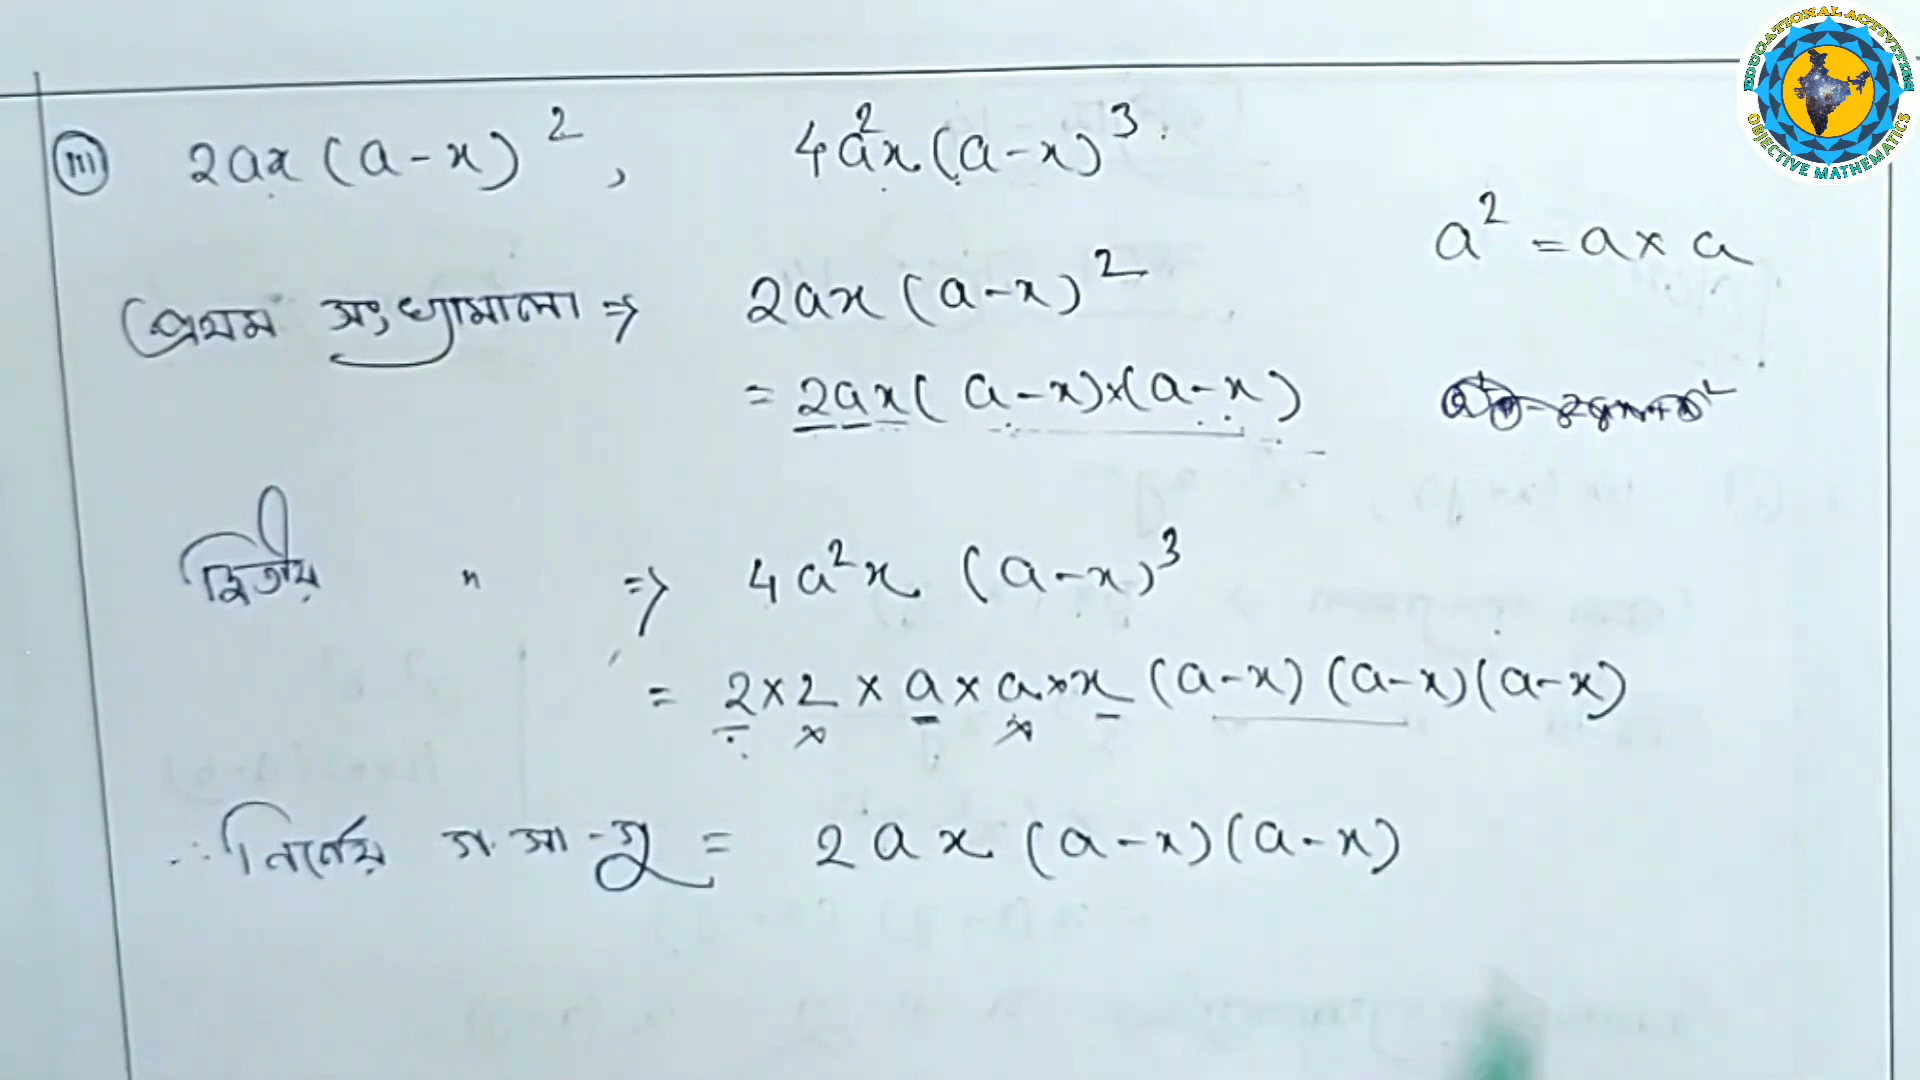 (iii) 2ax(a-x)², 4a²x(a-x)³
a² = a × a
প্রথম সংখ্যামালা ⇒ 2ax(a-x)²
= 2ax(a-x)×(a-x)
দ্বিতীয় " ⇒ 4a²x (a-x)³
= 2×2×a×a×x(a-x)(a-x)(a-x)
∴ নির্ণেয় গ.সা.গু = 2ax(a-x)(a-x)
EDUCATIONAL ACTIVITIES
OBJECTIVE MATHEMATICS